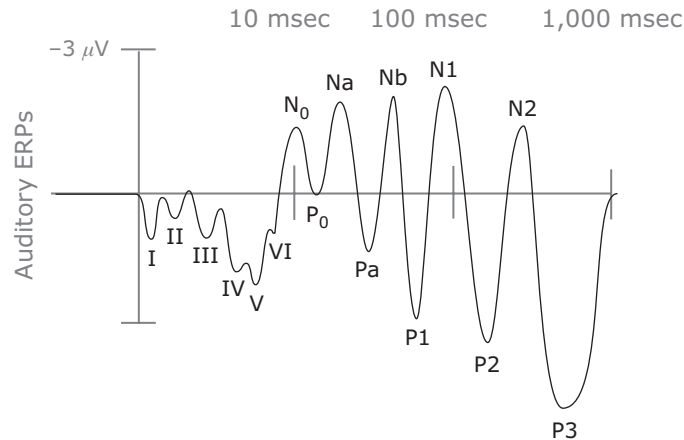 10 msec 100 msec 1,000 msec
−3 μV
N1
Na Nb
N2
N₀
Auditory ERPs
P₀
II
III VI
I
Pa
IV
V
P1
P2
P3